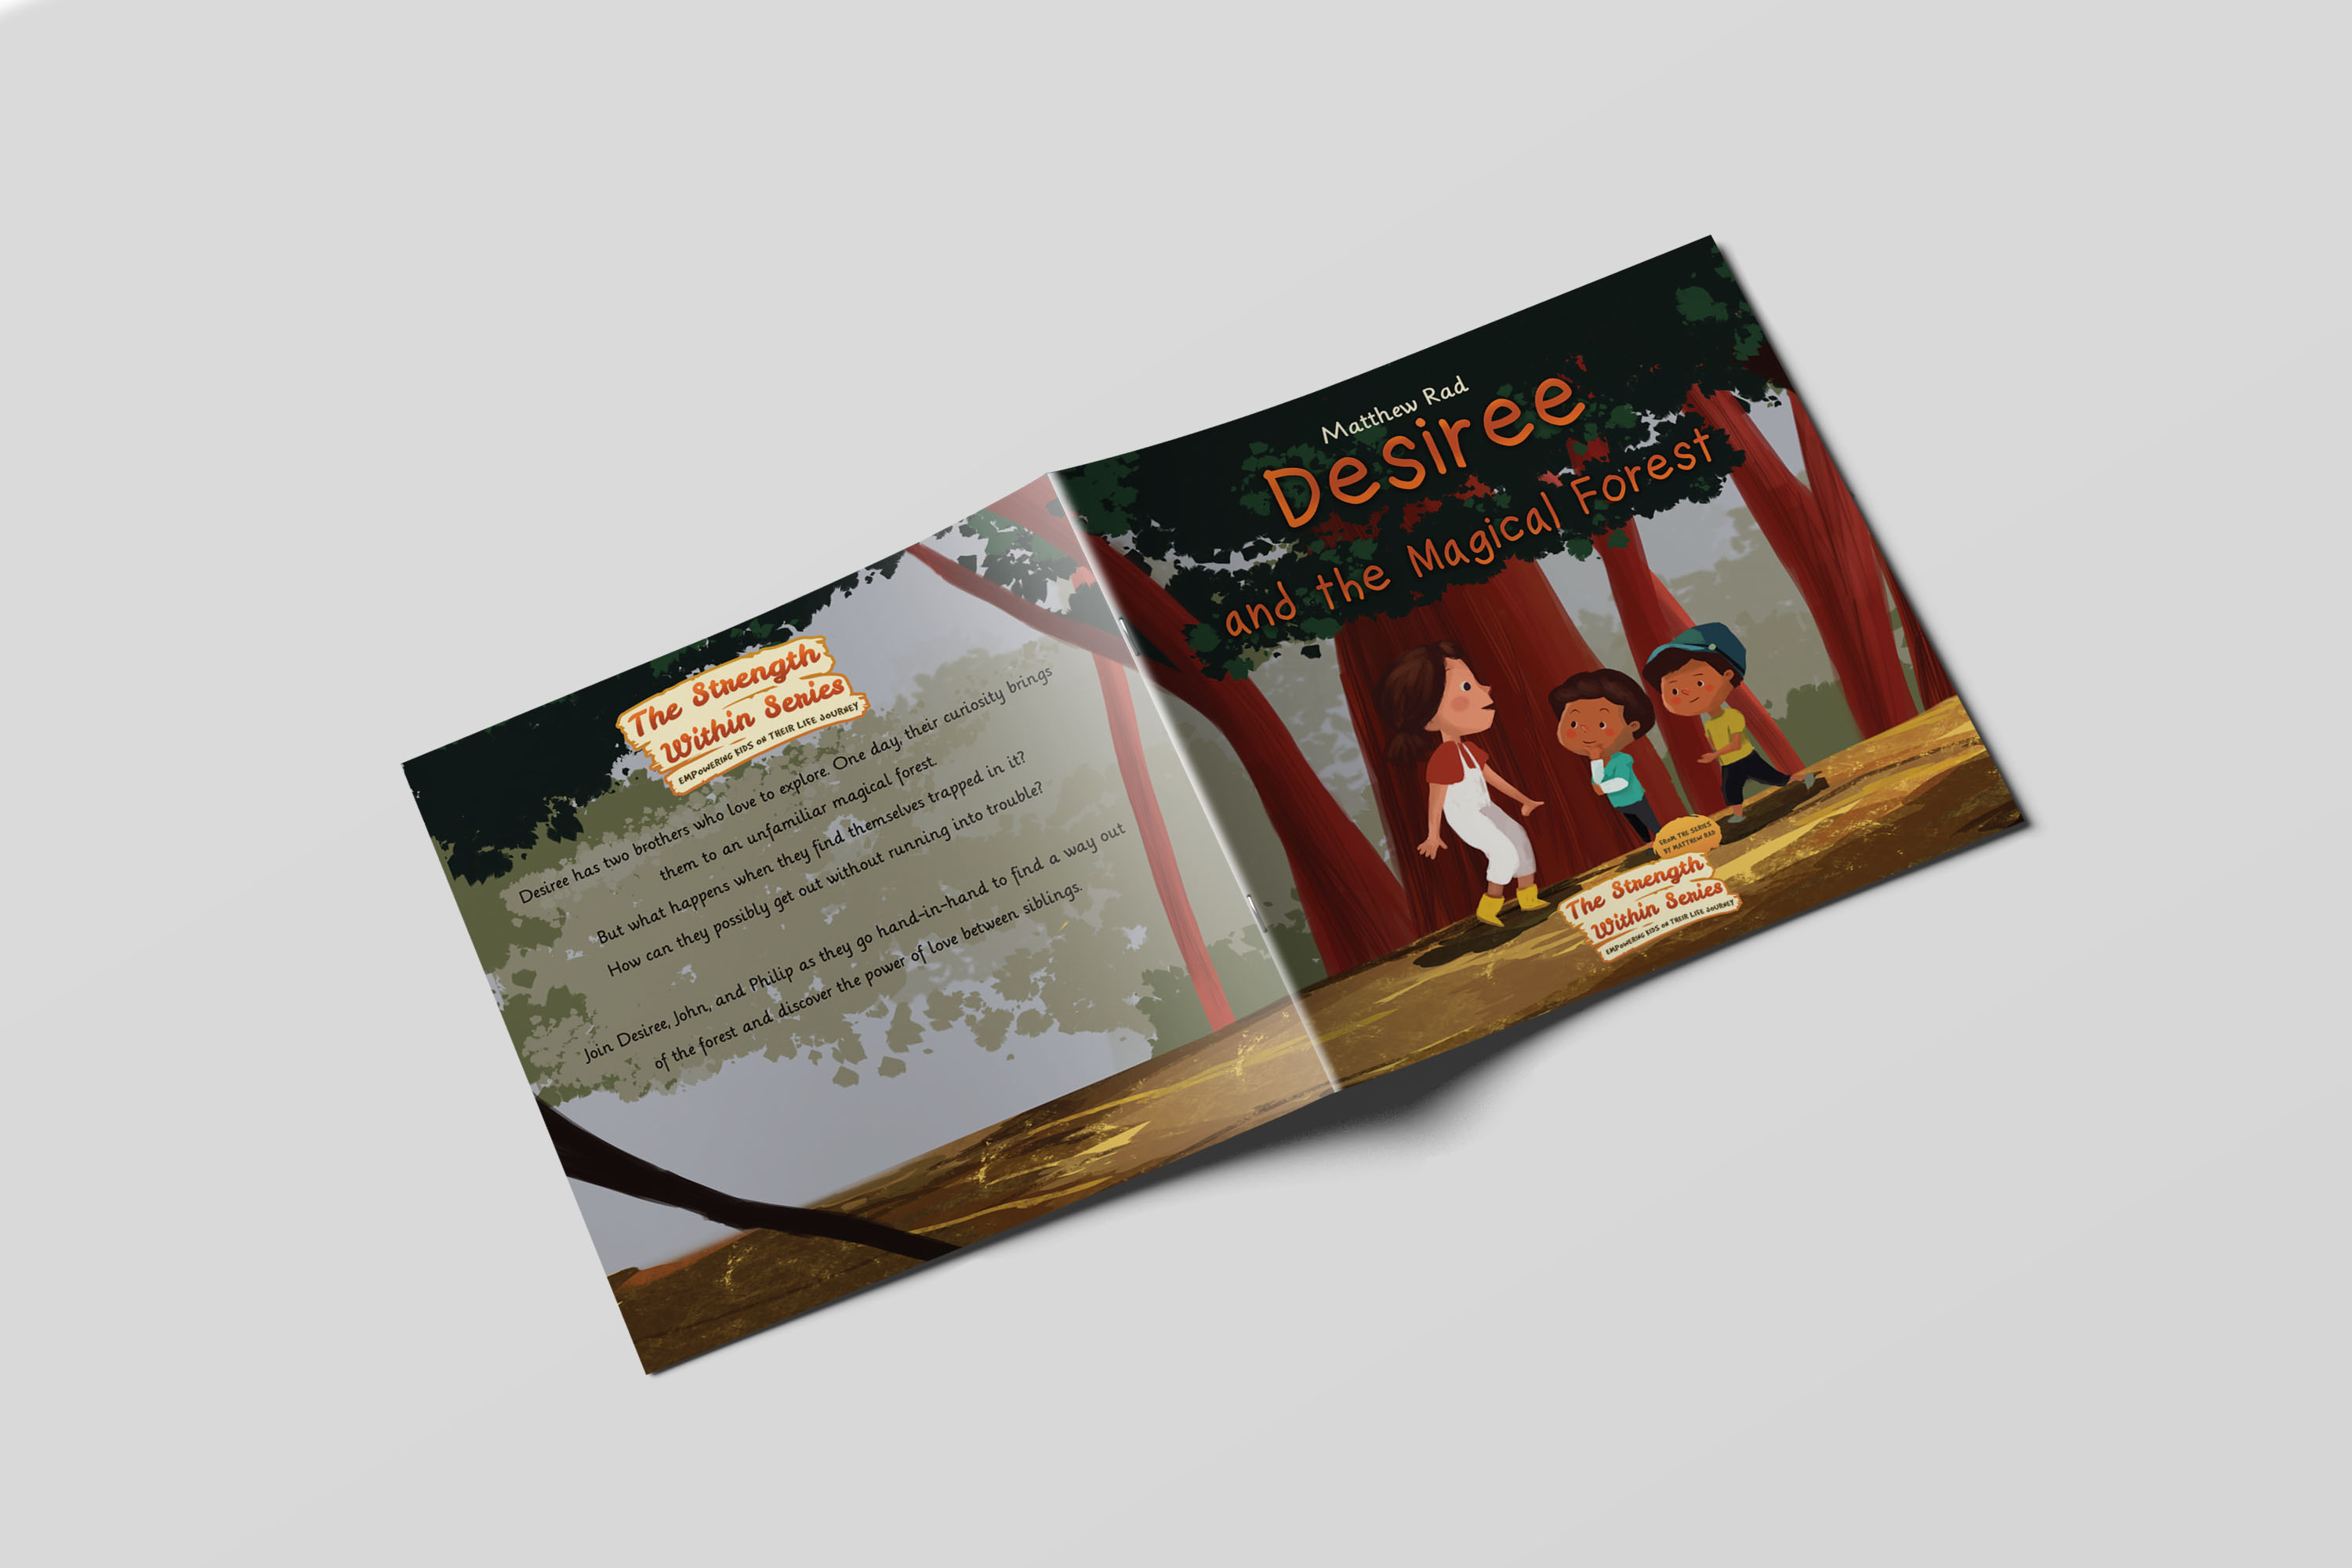 The Strength
Within Series
EMPOWERING KIDS ON THEIR LIFE JOURNEY
Desiree has two brothers who love to explore. One day, their curiosity brings
them to an unfamiliar magical forest.
But what happens when they find themselves trapped in it?
How can they possibly get out without running into trouble?
Join Desiree, John, and Philip as they go hand-in-hand to find a way out
of the forest and discover the power of love between siblings.
Matthew Rad
Desiree
and the Magical Forest
FROM THE SERIES
BY MATTHEW RAD
The Strength
Within Series
EMPOWERING KIDS ON THEIR LIFE JOURNEY